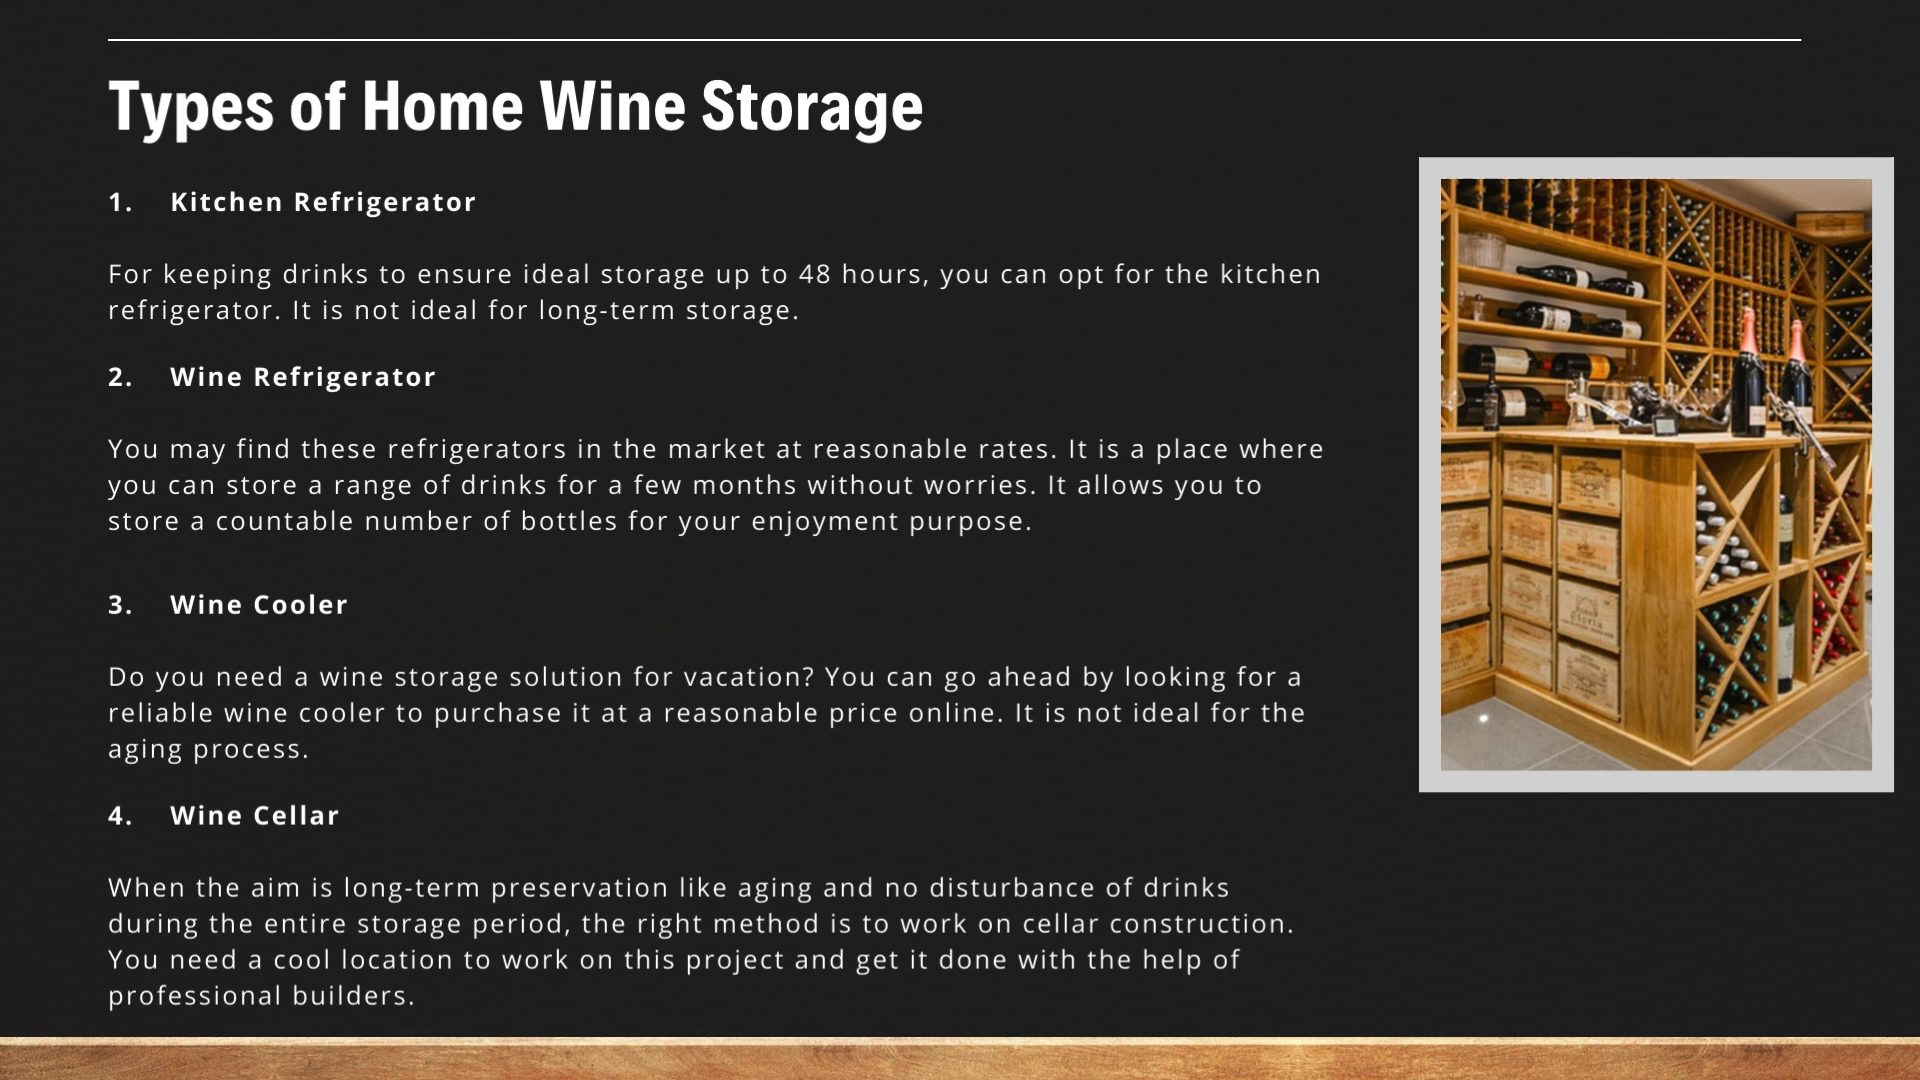 Types of Home Wine Storage
1. Kitchen Refrigerator
For keeping drinks to ensure ideal storage up to 48 hours, you can opt for the kitchen
refrigerator. It is not ideal for long-term storage.
2. Wine Refrigerator
You may find these refrigerators in the market at reasonable rates. It is a place where
you can store a range of drinks for a few months without worries. It allows you to
store a countable number of bottles for your enjoyment purpose.
3. Wine Cooler
Do you need a wine storage solution for vacation? You can go ahead by looking for a
reliable wine cooler to purchase it at a reasonable price online. It is not ideal for the
aging process.
4. Wine Cellar
When the aim is long-term preservation like aging and no disturbance of drinks
during the entire storage period, the right method is to work on cellar construction.
You need a cool location to work on this project and get it done with the help of
professional builders.